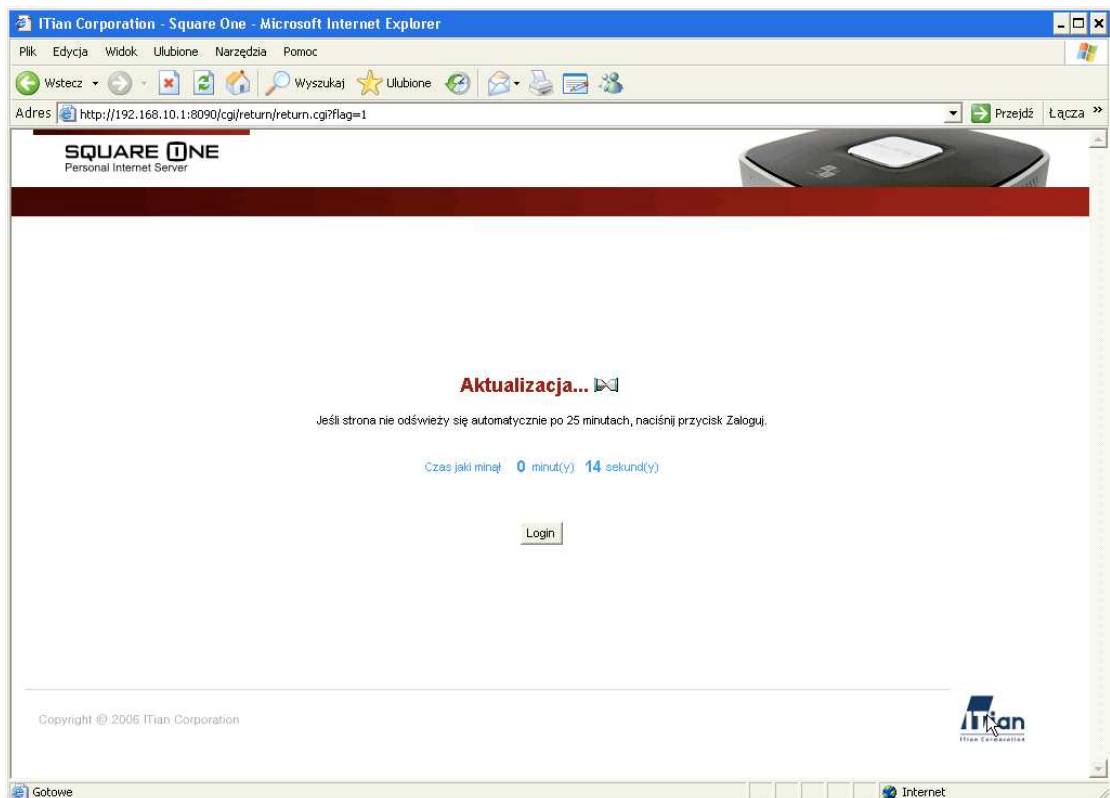 ITian Corporation - Square One - Microsoft Internet Explorer
Plik Edycja Widok Ulubione Narzędzia Pomoc
Wstecz Wyszukaj Ulubione
Adres http://192.168.10.1:8090/cgi/return/return.cgi?flag=1 Przejdź Łącza »
SQUARE ONE
Personal Internet Server
Aktualizacja...
Jeśli strona nie odświeży się automatycznie po 25 minutach, naciśnij przycisk Zaloguj.
Czas jaki minął 0 minut(y) 14 sekund(y)
Login
Copyright @ 2006 ITian Corporation
ITian
ITian Corporation
Gotowe Internet